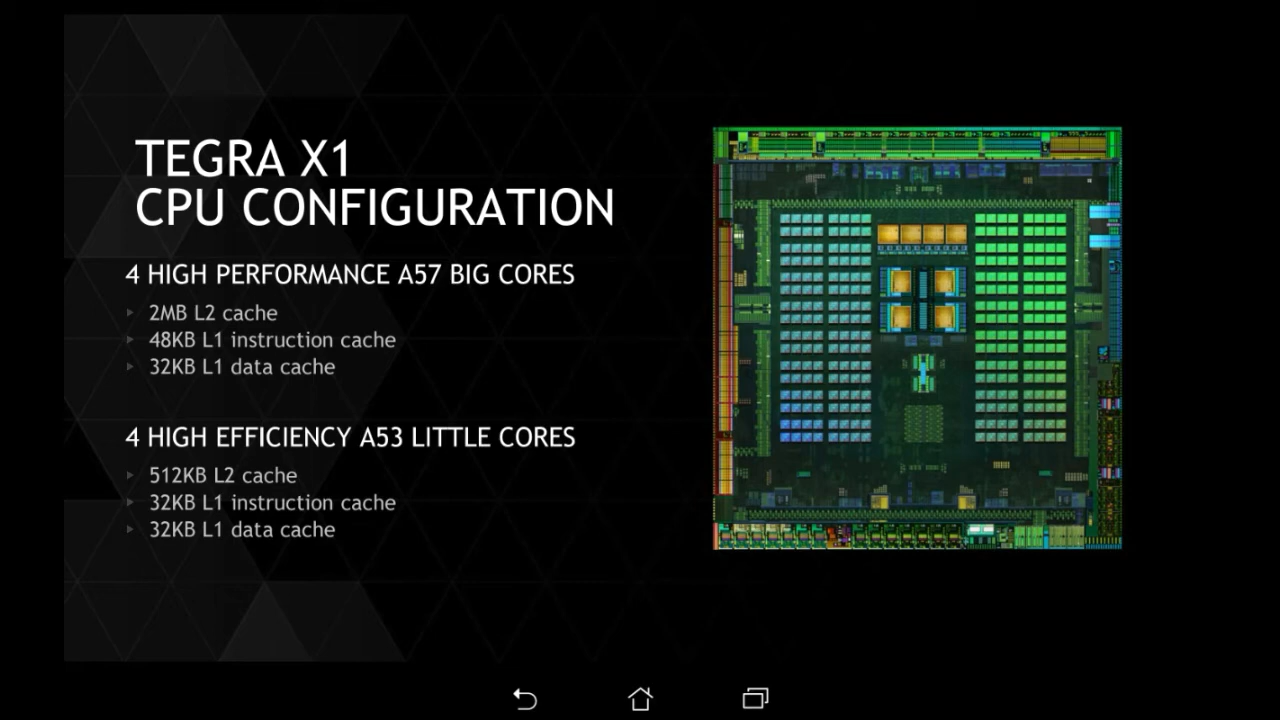 TEGRA X1
CPU CONFIGURATION
4 HIGH PERFORMANCE A57 BIG CORES
2MB L2 cache
48KB L1 instruction cache
32KB L1 data cache
4 HIGH EFFICIENCY A53 LITTLE CORES
512KB L2 cache
32KB L1 instruction cache
32KB L1 data cache